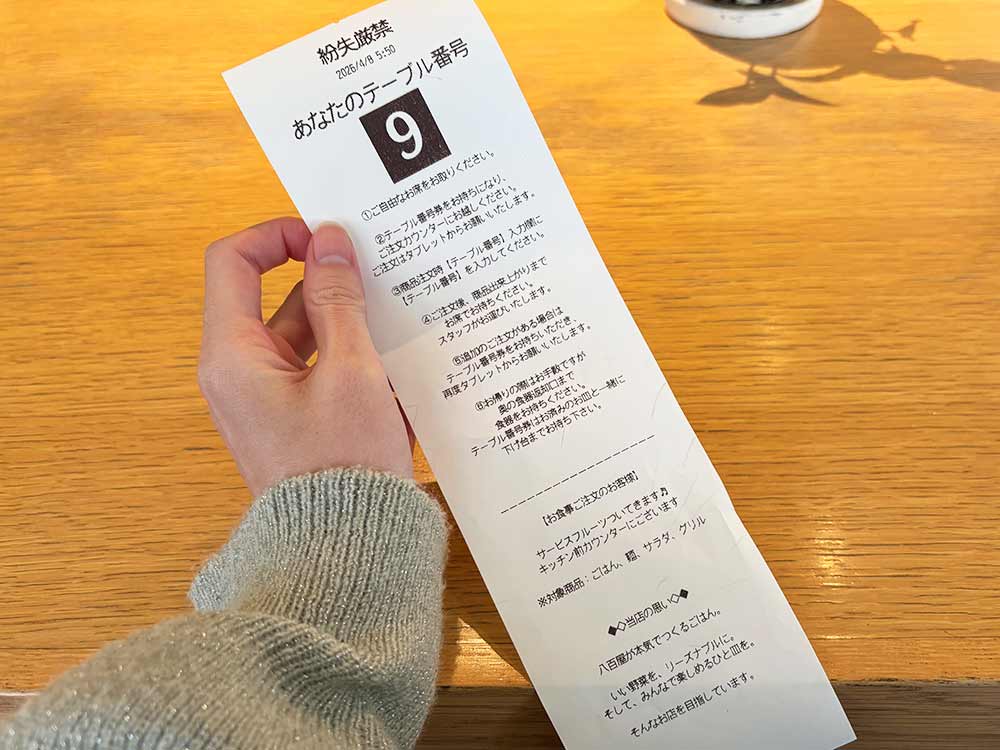 紛失厳禁
2026/4/8 5:50
あなたのテーブル番号
9
①ご自由なお席をお取りください。
②テーブル番号券をお持ちになり、
ご注文カウンターにお越しください。
ご注文はタブレットからお願いいたします。
③商品注文時【テーブル番号】入力欄に
【テーブル番号】を入力してください。
④ご注文後、商品出来上がりまで
お席でお待ちください。
スタッフがお運びいたします。
⑤追加のご注文がある場合は
テーブル番号券をお持ちいただき、
再度タブレットからお願いいたします。
⑥お帰りの際はお手数ですが
奥の食器返却口まで
食器をお持ちください。
テーブル番号券はお済みのお皿と一緒に
下げ台までお持ち下さい。
--------------------
【お食事ご注文のお客様】
サービスフルーツついてきます♫
キッチン前カウンターにございます
※対象商品：ごはん、麺、サラダ、グリル
◆◇当店の思い◇◆
八百屋が本気でつくるごはん。
いい野菜を、リーズナブルに。
そして、みんなで楽しめるひと皿を。
そんなお店を目指しています。